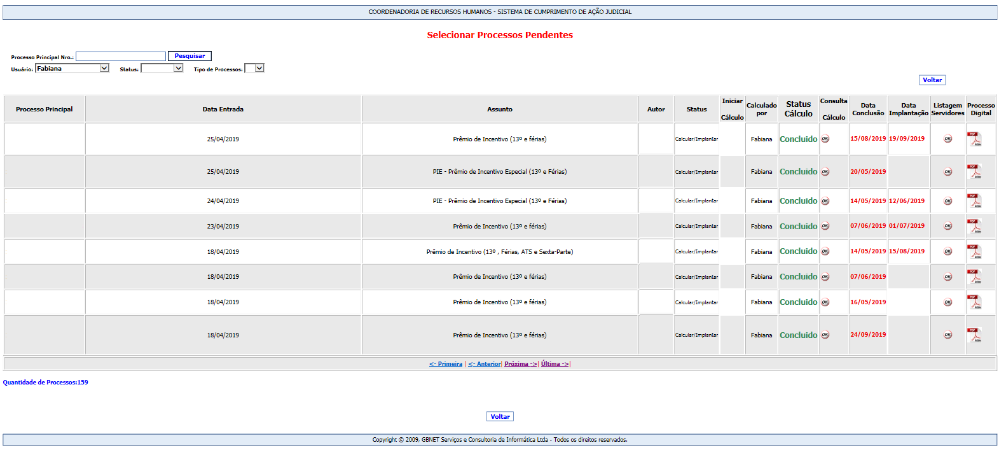 COORDENADORIA DE RECURSOS HUMANOS - SISTEMA DE CUMPRIMENTO DE AÇÃO JUDICIAL
Selecionar Processos Pendentes
Processo Principal Nro.: Pesquisar
Usuário: Fabiana Status: Tipo de Processos:
Voltar
Processo Principal Data Entrada Assunto Autor Status Iniciar Cálculo Calculado por Status Cálculo Consulta Cálculo Data Conclusão Data Implantação Listagem Servidores Processo Digital
25/04/2019 Prêmio de Incentivo (13º e férias) Calcular/Implantar Fabiana Concluido OK 15/08/2019 19/09/2019 OK PDF
25/04/2019 PIE - Prêmio de Incentivo Especial (13º e Férias) Calcular/Implantar Fabiana Concluido OK 20/05/2019 OK PDF
24/04/2019 PIE - Prêmio de Incentivo Especial (13º e Férias) Calcular/Implantar Fabiana Concluido OK 14/05/2019 12/06/2019 OK PDF
23/04/2019 Prêmio de Incentivo (13º e férias) Calcular/Implantar Fabiana Concluido OK 07/06/2019 01/07/2019 OK PDF
18/04/2019 Prêmio de Incentivo (13º , Férias, ATS e Sexta-Parte) Calcular/Implantar Fabiana Concluido OK 14/05/2019 15/08/2019 OK PDF
18/04/2019 Prêmio de Incentivo (13º e férias) Calcular/Implantar Fabiana Concluido OK 07/06/2019 OK PDF
18/04/2019 Prêmio de Incentivo (13º e férias) Calcular/Implantar Fabiana Concluido OK 16/05/2019 OK PDF
18/04/2019 Prêmio de Incentivo (13º e férias) Calcular/Implantar Fabiana Concluido OK 24/09/2019 OK PDF
<- Primeira | <- Anterior| Próxima ->| Última ->|
Quantidade de Processos:159
Voltar
Copyright © 2009, GBNET Serviços e Consultoria de Informática Ltda - Todos os direitos reservados.